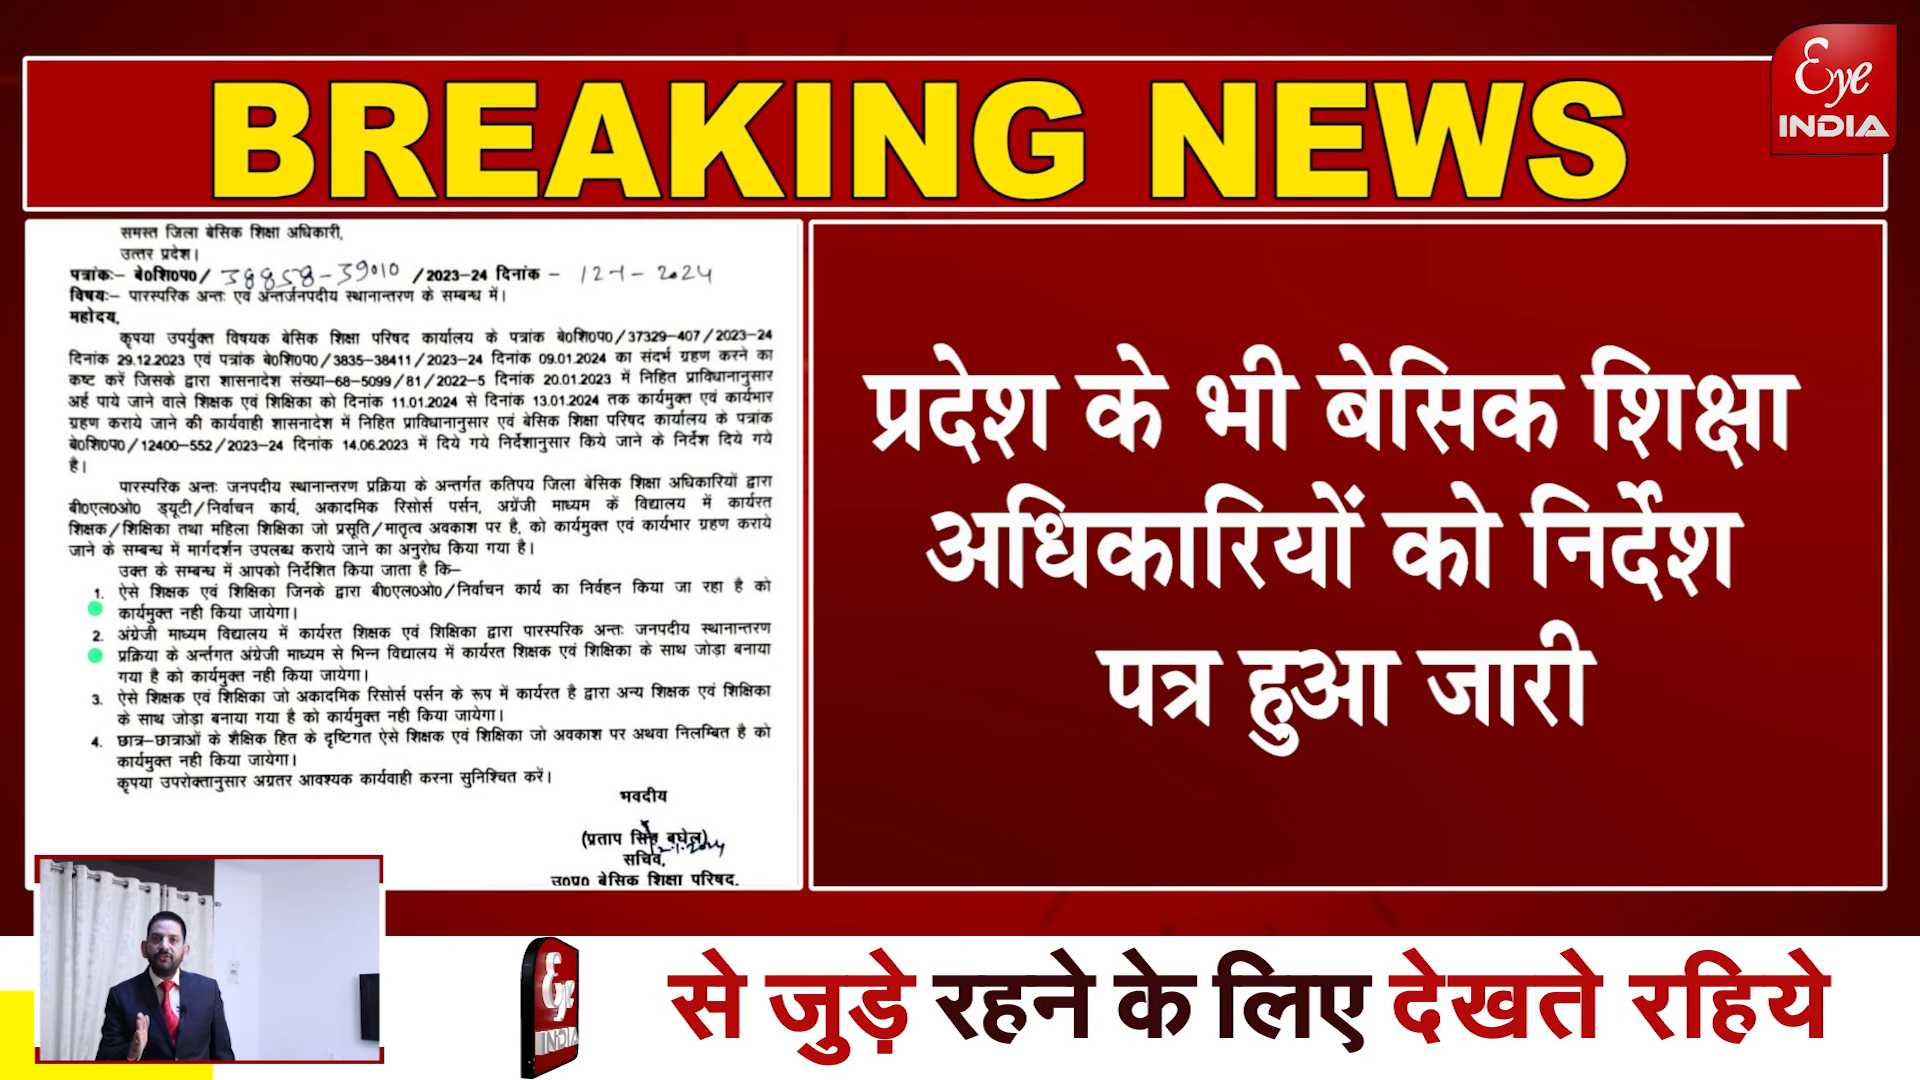 BREAKING NEWS
Eye
INDIA
समस्त जिला बेसिक शिक्षा अधिकारी,
उत्तर प्रदेश।
पत्रांकः– बे0शि0प0/ 38858-39010 /2023–24 दिनांक – 12-1-2024
विषयः– पारस्परिक अन्तः एवं अन्तर्जनपदीय स्थानान्तरण के सम्बन्ध में।
महोदय,
कृपया उपर्युक्त विषयक बेसिक शिक्षा परिषद कार्यालय के पत्रांक बे0शि0प0/37329–407/2023–24
दिनांक 29.12.2023 एवं पत्रांक बे0शि0प0/3835–38411/2023–24 दिनांक 09.01.2024 का संदर्भ ग्रहण करने का
कष्ट करें जिसके द्वारा शासनादेश संख्या–68–5099/81/2022–5 दिनांक 20.01.2023 में निहित प्राविधानानुसार
अर्ह पाये जाने वाले शिक्षक एवं शिक्षिका को दिनांक 11.01.2024 से दिनांक 13.01.2024 तक कार्यमुक्त एवं कार्यभार
ग्रहण कराये जाने की कार्यवाही शासनादेश में निहित प्राविधानानुसार एवं बेसिक शिक्षा परिषद कार्यालय के पत्रांक
बे0शि0प0/12400–552/2023–24 दिनांक 14.06.2023 में दिये गये निर्देशानुसार किये जाने के निर्देश दिये गये
है।
पारस्परिक अन्तः जनपदीय स्थानान्तरण प्रक्रिया के अन्तर्गत कतिपय जिला बेसिक शिक्षा अधिकारियों द्वारा
बी0एल0ओ0 ड्यूटी/निर्वाचन कार्य, अकादमिक रिसोर्स पर्सन, अग्रेंजी माध्यम कें विद्यालय में कार्यरत
शिक्षक/शिक्षिका तथा महिला शिक्षिका जो प्रसूति/मातृत्व अवकाश पर है, को कार्यमुक्त एवं कार्यभार ग्रहण कराये
जाने के सम्बन्ध में मार्गदर्शन उपलब्ध कराये जाने का अनुरोध किया गया है।
उक्त के सम्बन्ध में आपको निर्देशित किया जाता है कि–
1. ऐसे शिक्षक एवं शिक्षिका जिनके द्वारा बी0एल0ओ0/निर्वाचन कार्य का निर्वहन किया जा रहा है को
कार्यमुक्त नही किया जायेगा।
2. अंग्रेजी माध्यम विद्यालय में कार्यरत शिक्षक एवं शिक्षिका द्वारा पारस्परिक अन्तः जनपदीय स्थानान्तरण
प्रक्रिया के अर्न्तगत अंग्रेजी माध्यम से भिन्न विद्यालय में कार्यरत शिक्षक एवं शिक्षिका के साथ जोड़ा बनाया
गया है को कार्यमुक्त नही किया जायेगा।
3. ऐसे शिक्षक एवं शिक्षिका जो अकादमिक रिसोर्स पर्सन के रूप में कार्यरत है द्वारा अन्य शिक्षक एवं शिक्षिका
के साथ जोड़ा बनाया गया है को कार्यमुक्त नही किया जायेगा।
4. छात्र–छात्राओं के शैक्षिक हित के दृष्टिगत ऐसे शिक्षक एवं शिक्षिका जो अवकाश पर अथवा निलम्बित है को
कार्यमुक्त नही किया जायेगा।
कृपया उपरोक्तानुसार अग्रतर आवश्यक कार्यवाही करना सुनिश्चित करें।
भवदीय
(प्रताप सिंह बघेल)
12.1.2024
सचिव,
उ0प्र0 बेसिक शिक्षा परिषद,
प्रदेश के भी बेसिक शिक्षा
अधिकारियों को निर्देश
पत्र हुआ जारी
Eye
INDIA
से जुड़े रहने के लिए देखते रहिये